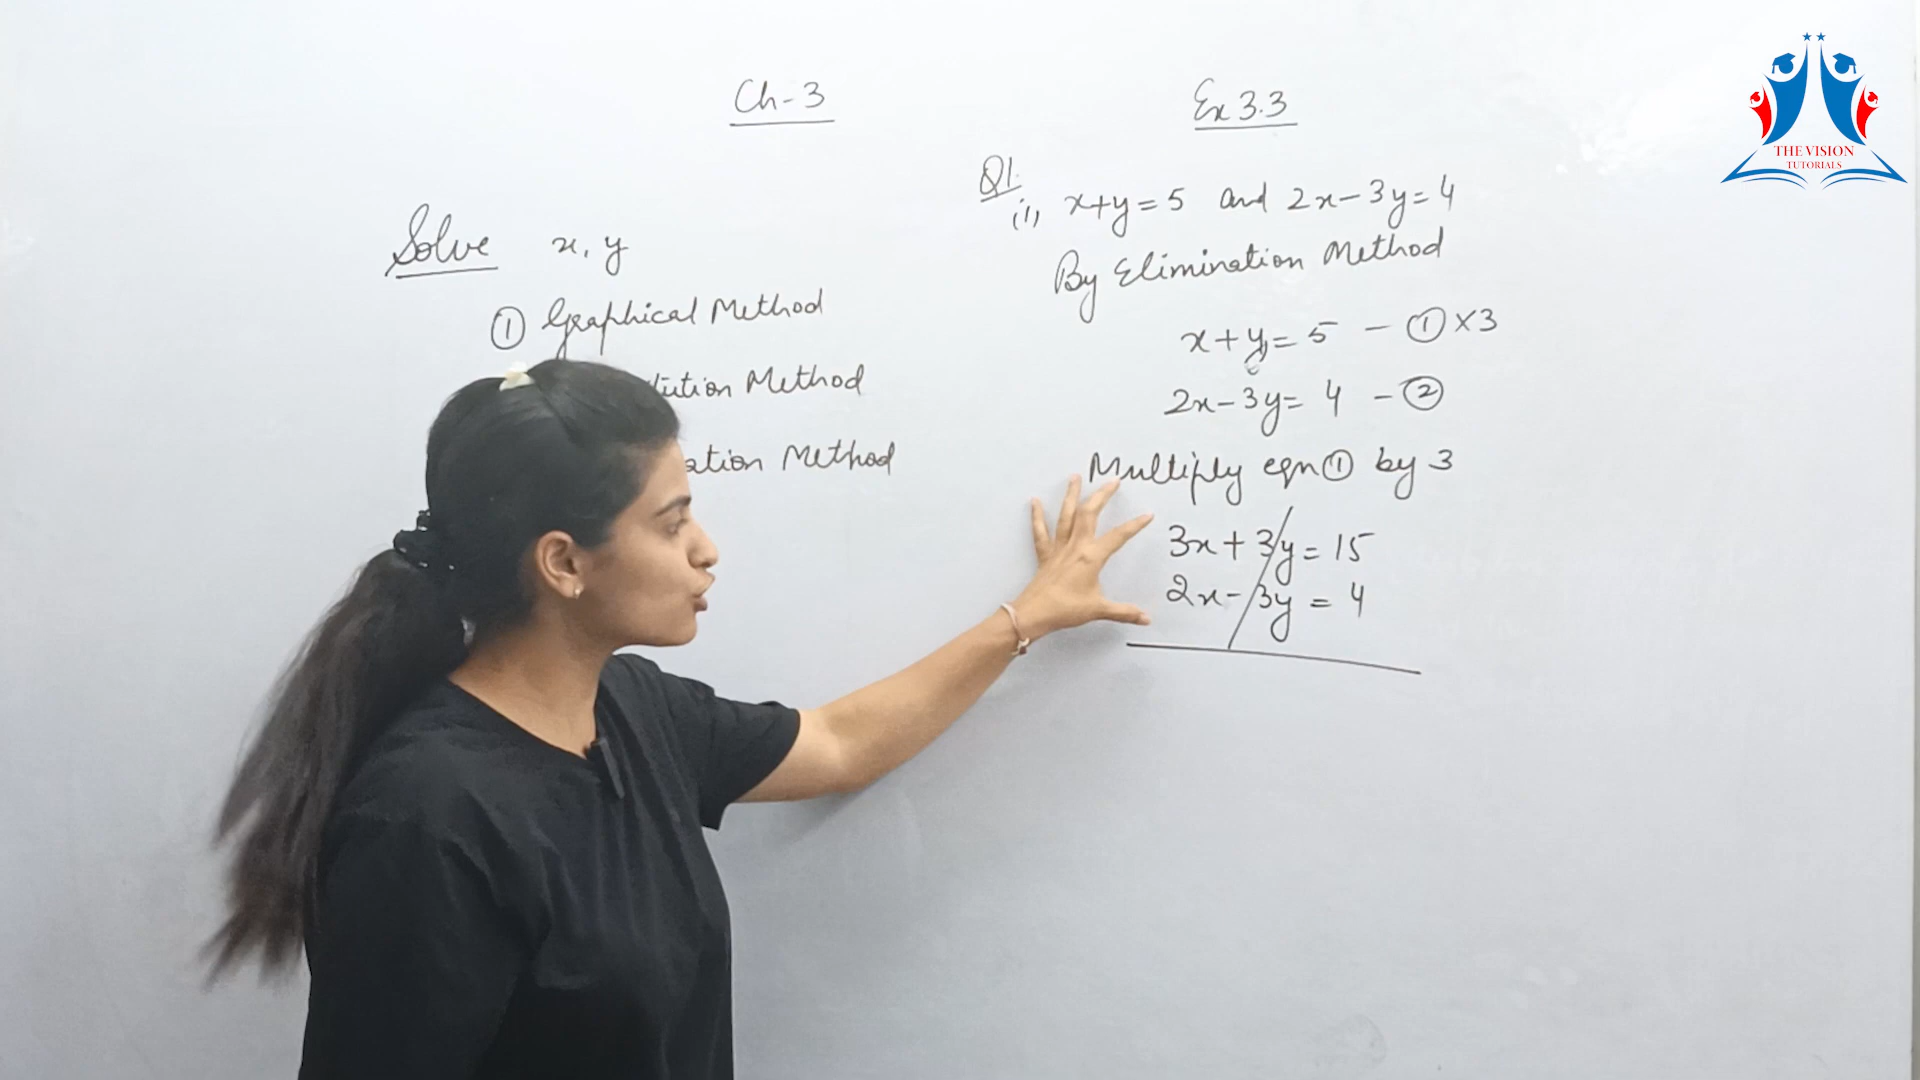 Ch-3
Solve x, y
① Graphical Method
Method
Method
Ex 3.3
Q1.
(i) x+y=5 and 2x-3y=4
By Elimination Method
x+y=5 - ①×3
2x-3y=4 - ②
Multiply eqn① by 3
3x+3y=15
2x-3y=4
THE VISION
TUTORIALS